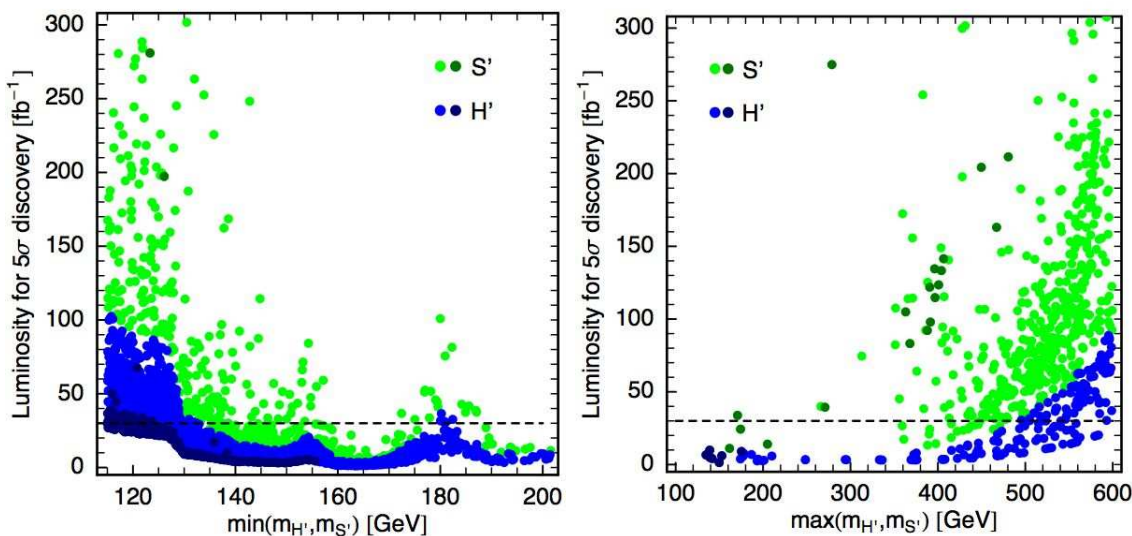 300
250
200
150
100
50
0
Luminosity for 5σ discovery [fb⁻¹]
S'
H'
120 140 160 180 200
min(m_H',m_S') [GeV]
300
250
200
150
100
50
0
Luminosity for 5σ discovery [fb⁻¹]
S'
H'
100 200 300 400 500 600
max(m_H',m_S') [GeV]